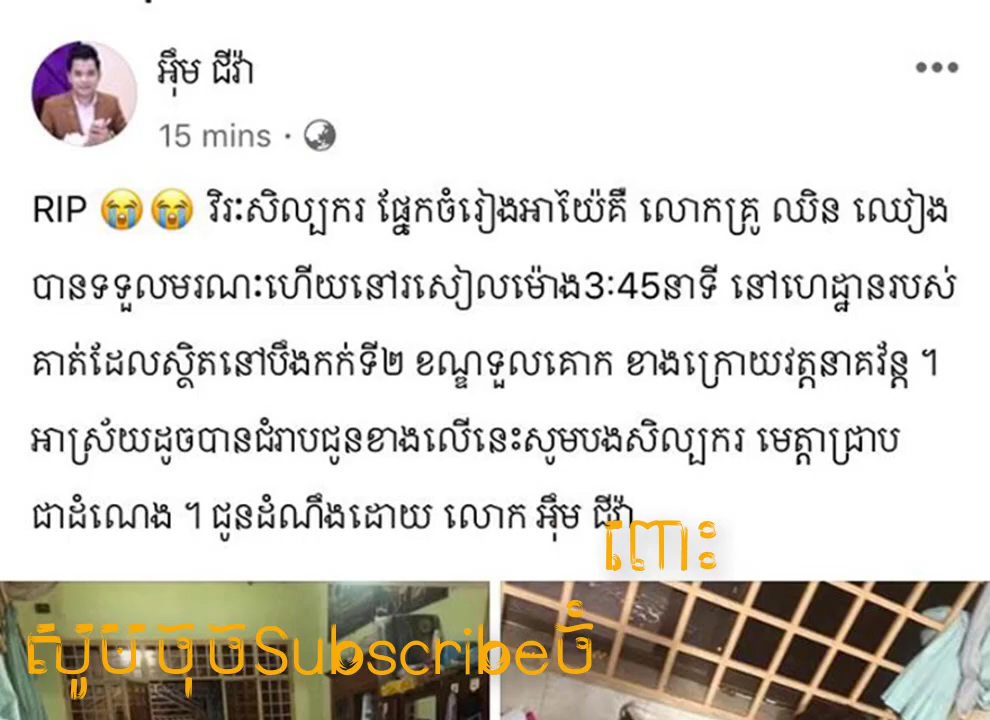 អ៊ឹម ជីវ៉ា
15 mins ·
RIP 😭😭 វិរៈសិល្បករ ផ្នែកចំរៀងអាយ៉ៃគឺ លោកគ្រូ ឈិន ឈៀង
បានទទួលមរណៈហើយនៅរសៀលម៉ោង3:45នាទី នៅហេដ្ឋានរបស់
គាត់ដែលស្ថិតនៅបឹងកក់ទី២ ខណ្ឌទួលគោក ខាងក្រោយវត្តនាគវ័ន្ត ។
អាស្រ័យដូចបានជំរាបជូនខាងលើនេះសូមបងសិល្បករ មេត្តាជ្រាប
ជាដំណេង ។ ជូនដំណឹងដោយ លោក អ៊ឹម ជីវ៉ា
ពោះ
សូមចុចSubscribeទំ